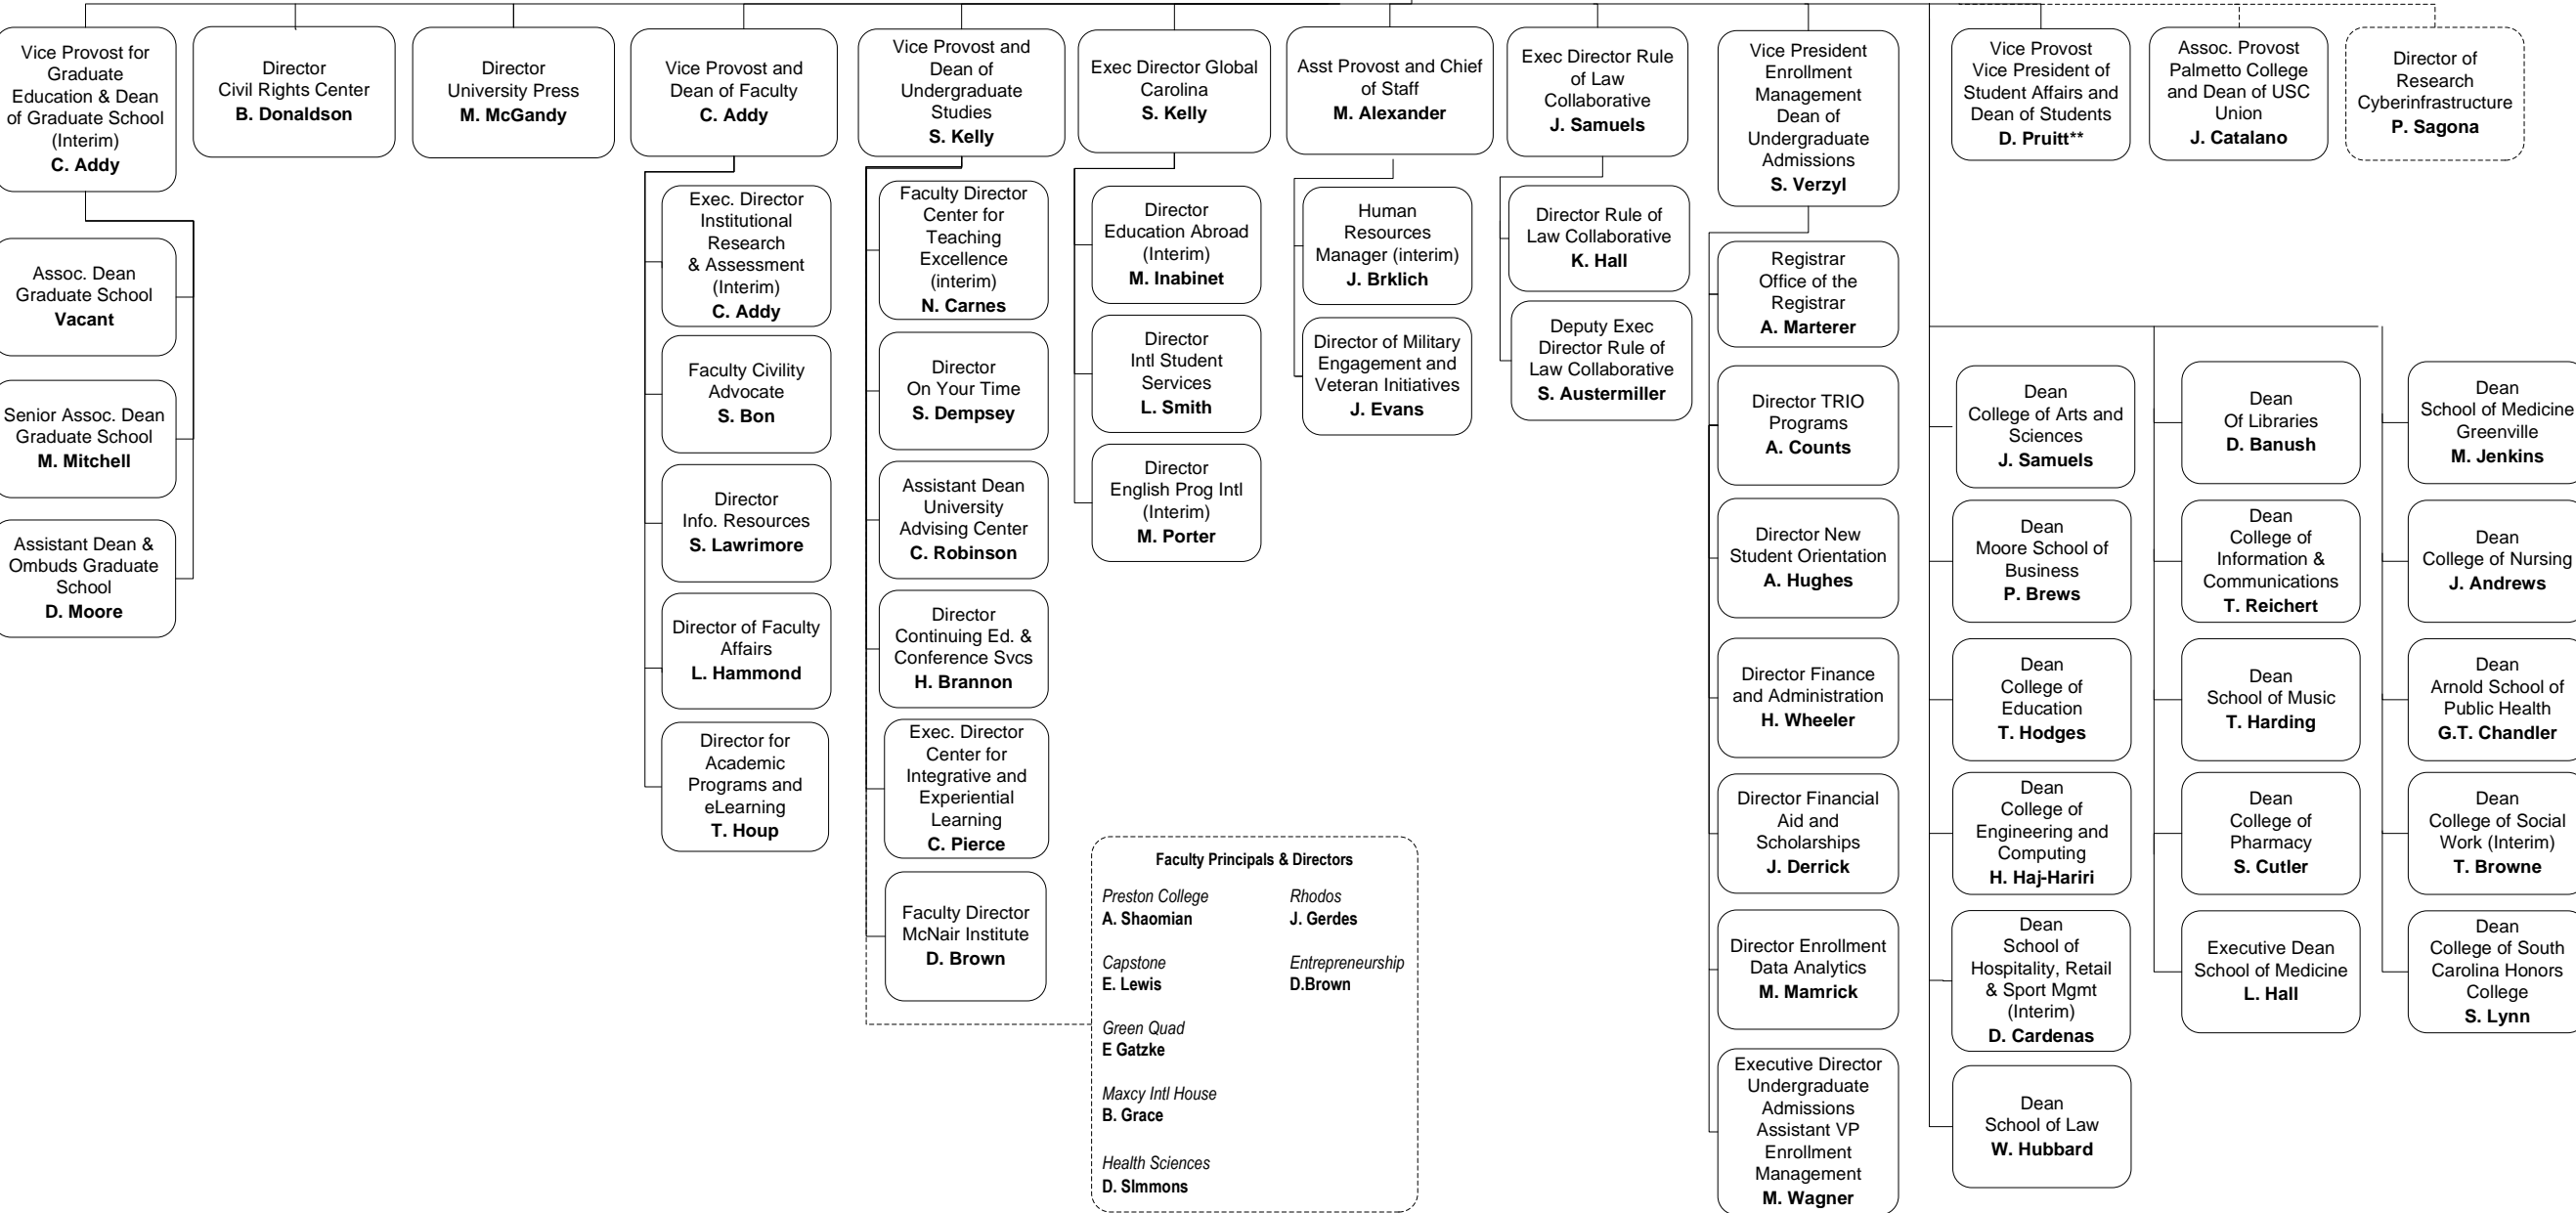 Vice Provost for
Graduate
Education & Dean
of Graduate School
(Interim)
C. Addy
Director
Civil Rights Center
B. Donaldson
Director
University Press
M. McGandy
Vice Provost and
Dean of Faculty
C. Addy
Vice Provost and
Dean of
Undergraduate
Studies
S. Kelly
Exec Director Global
Carolina
S. Kelly
Asst Provost and Chief
of Staff
M. Alexander
Exec Director Rule
of Law
Collaborative
J. Samuels
Vice President
Enrollment
Management
Dean of
Undergraduate
Admissions
S. Verzyl
Vice Provost
Vice President of
Student Affairs and
Dean of Students
D. Pruitt**
Assoc. Provost
Palmetto College
and Dean of USC
Union
J. Catalano
Director of
Research
Cyberinfrastructure
P. Sagona
Assoc. Dean
Graduate School
Vacant
Senior Assoc. Dean
Graduate School
M. Mitchell
Assistant Dean &
Ombuds Graduate
School
D. Moore
Exec. Director
Institutional
Research
& Assessment
(Interim)
C. Addy
Faculty Civility
Advocate
S. Bon
Director
Info. Resources
S. Lawrimore
Director of Faculty
Affairs
L. Hammond
Director for
Academic
Programs and
eLearning
T. Houp
Faculty Director
Center for
Teaching
Excellence
(interim)
N. Carnes
Director
On Your Time
S. Dempsey
Assistant Dean
University
Advising Center
C. Robinson
Director
Continuing Ed. &
Conference Svcs
H. Brannon
Exec. Director
Center for
Integrative and
Experiential
Learning
C. Pierce
Faculty Director
McNair Institute
D. Brown
Director
Education Abroad
(Interim)
M. Inabinet
Director
Intl Student
Services
L. Smith
Director
English Prog Intl
(Interim)
M. Porter
Faculty Principals & Directors
Preston College
A. Shaomian
Capstone
E. Lewis
Green Quad
E Gatzke
Maxcy Intl House
B. Grace
Health Sciences
D. SImmons
Rhodos
J. Gerdes
Entrepreneurship
D.Brown
Human
Resources
Manager (interim)
J. Brklich
Director of Military
Engagement and
Veteran Initiatives
J. Evans
Director Rule of
Law Collaborative
K. Hall
Deputy Exec
Director Rule of
Law Collaborative
S. Austermiller
Registrar
Office of the
Registrar
A. Marterer
Director TRIO
Programs
A. Counts
Director New
Student Orientation
A. Hughes
Director Finance
and Administration
H. Wheeler
Director Financial
Aid and
Scholarships
J. Derrick
Director Enrollment
Data Analytics
M. Mamrick
Executive Director
Undergraduate
Admissions
Assistant VP
Enrollment
Management
M. Wagner
Dean
College of Arts and
Sciences
J. Samuels
Dean
Moore School of
Business
P. Brews
Dean
College of
Education
T. Hodges
Dean
College of
Engineering and
Computing
H. Haj-Hariri
Dean
School of
Hospitality, Retail
& Sport Mgmt
(Interim)
D. Cardenas
Dean
School of Law
W. Hubbard
Dean
Of Libraries
D. Banush
Dean
College of
Information &
Communications
T. Reichert
Dean
School of Music
T. Harding
Dean
College of
Pharmacy
S. Cutler
Executive Dean
School of Medicine
L. Hall
Dean
School of Medicine
Greenville
M. Jenkins
Dean
College of Nursing
J. Andrews
Dean
Arnold School of
Public Health
G.T. Chandler
Dean
College of Social
Work (Interim)
T. Browne
Dean
College of South
Carolina Honors
College
S. Lynn